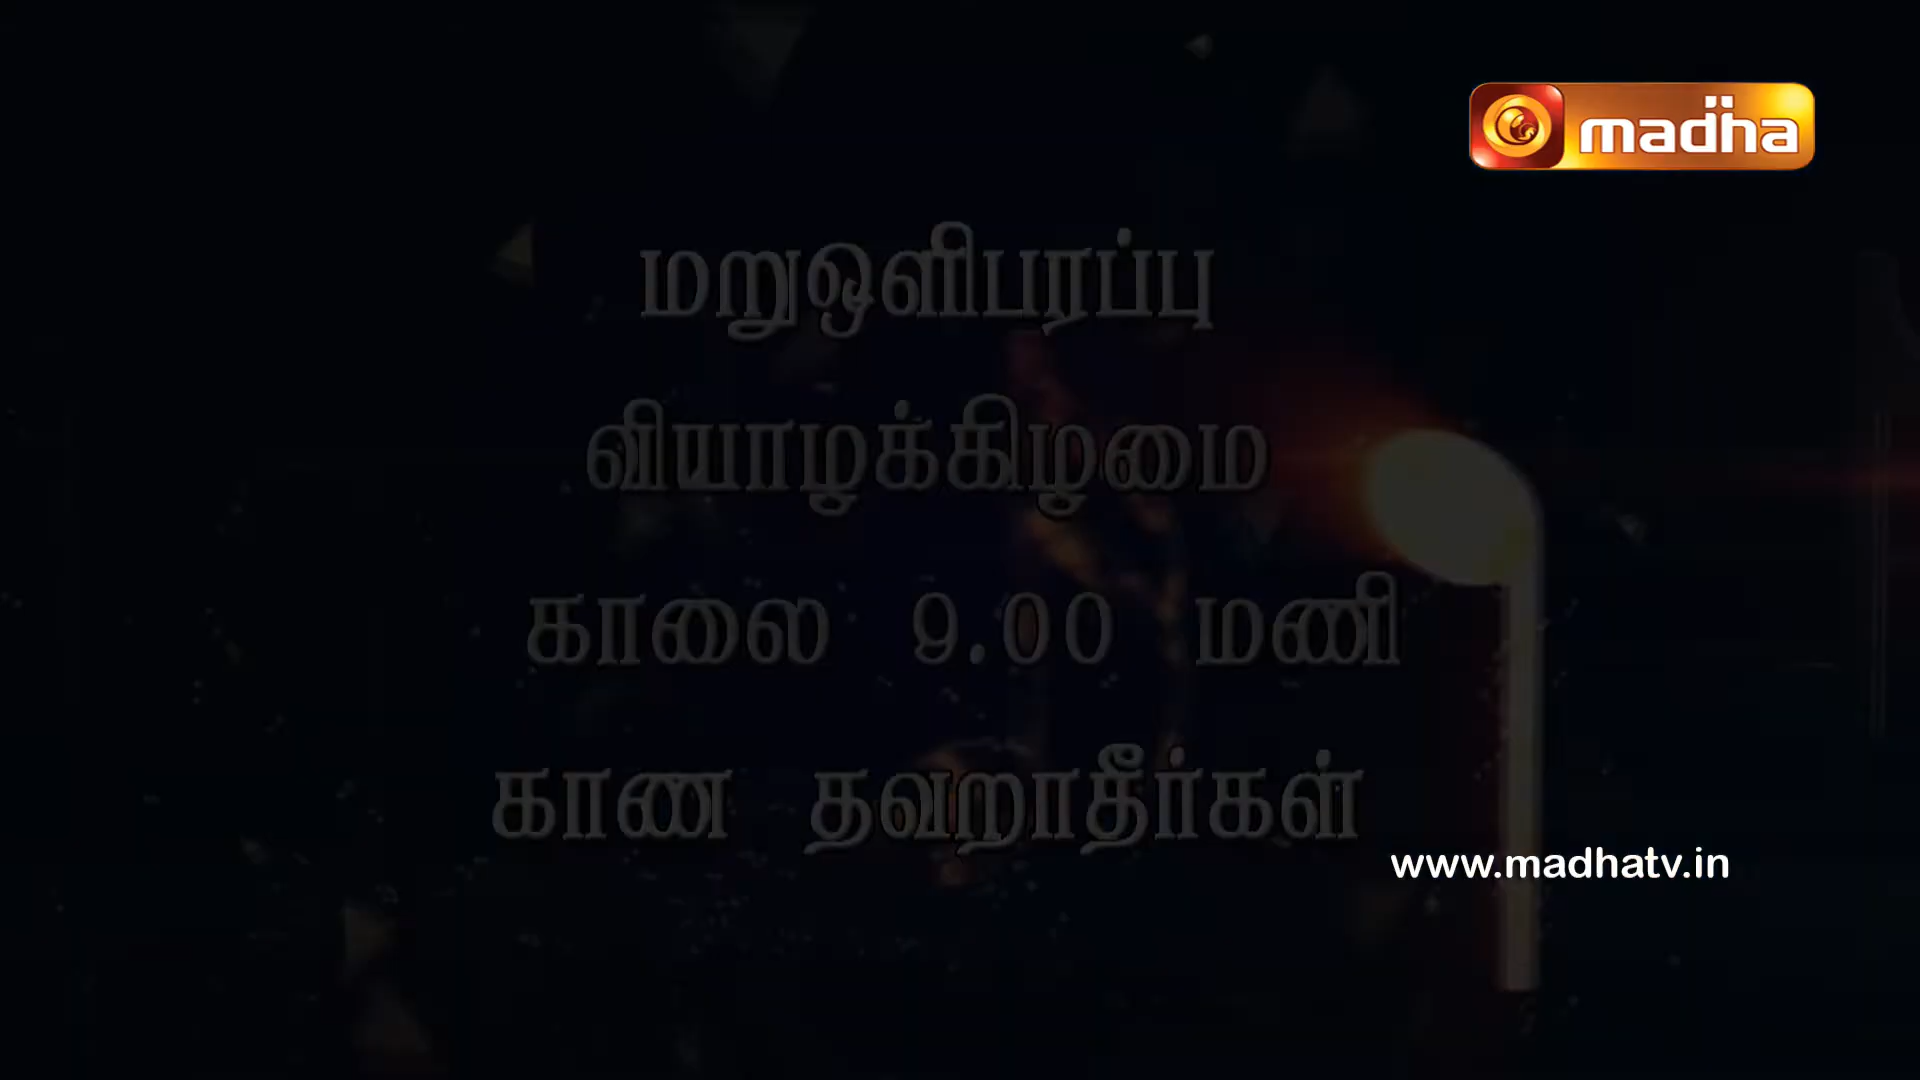 madha
மறுஒளிபரப்பு
வியாழக்கிழமை
காலை 9.00 மணி
காண தவறாதீர்கள்
www.madhatv.in